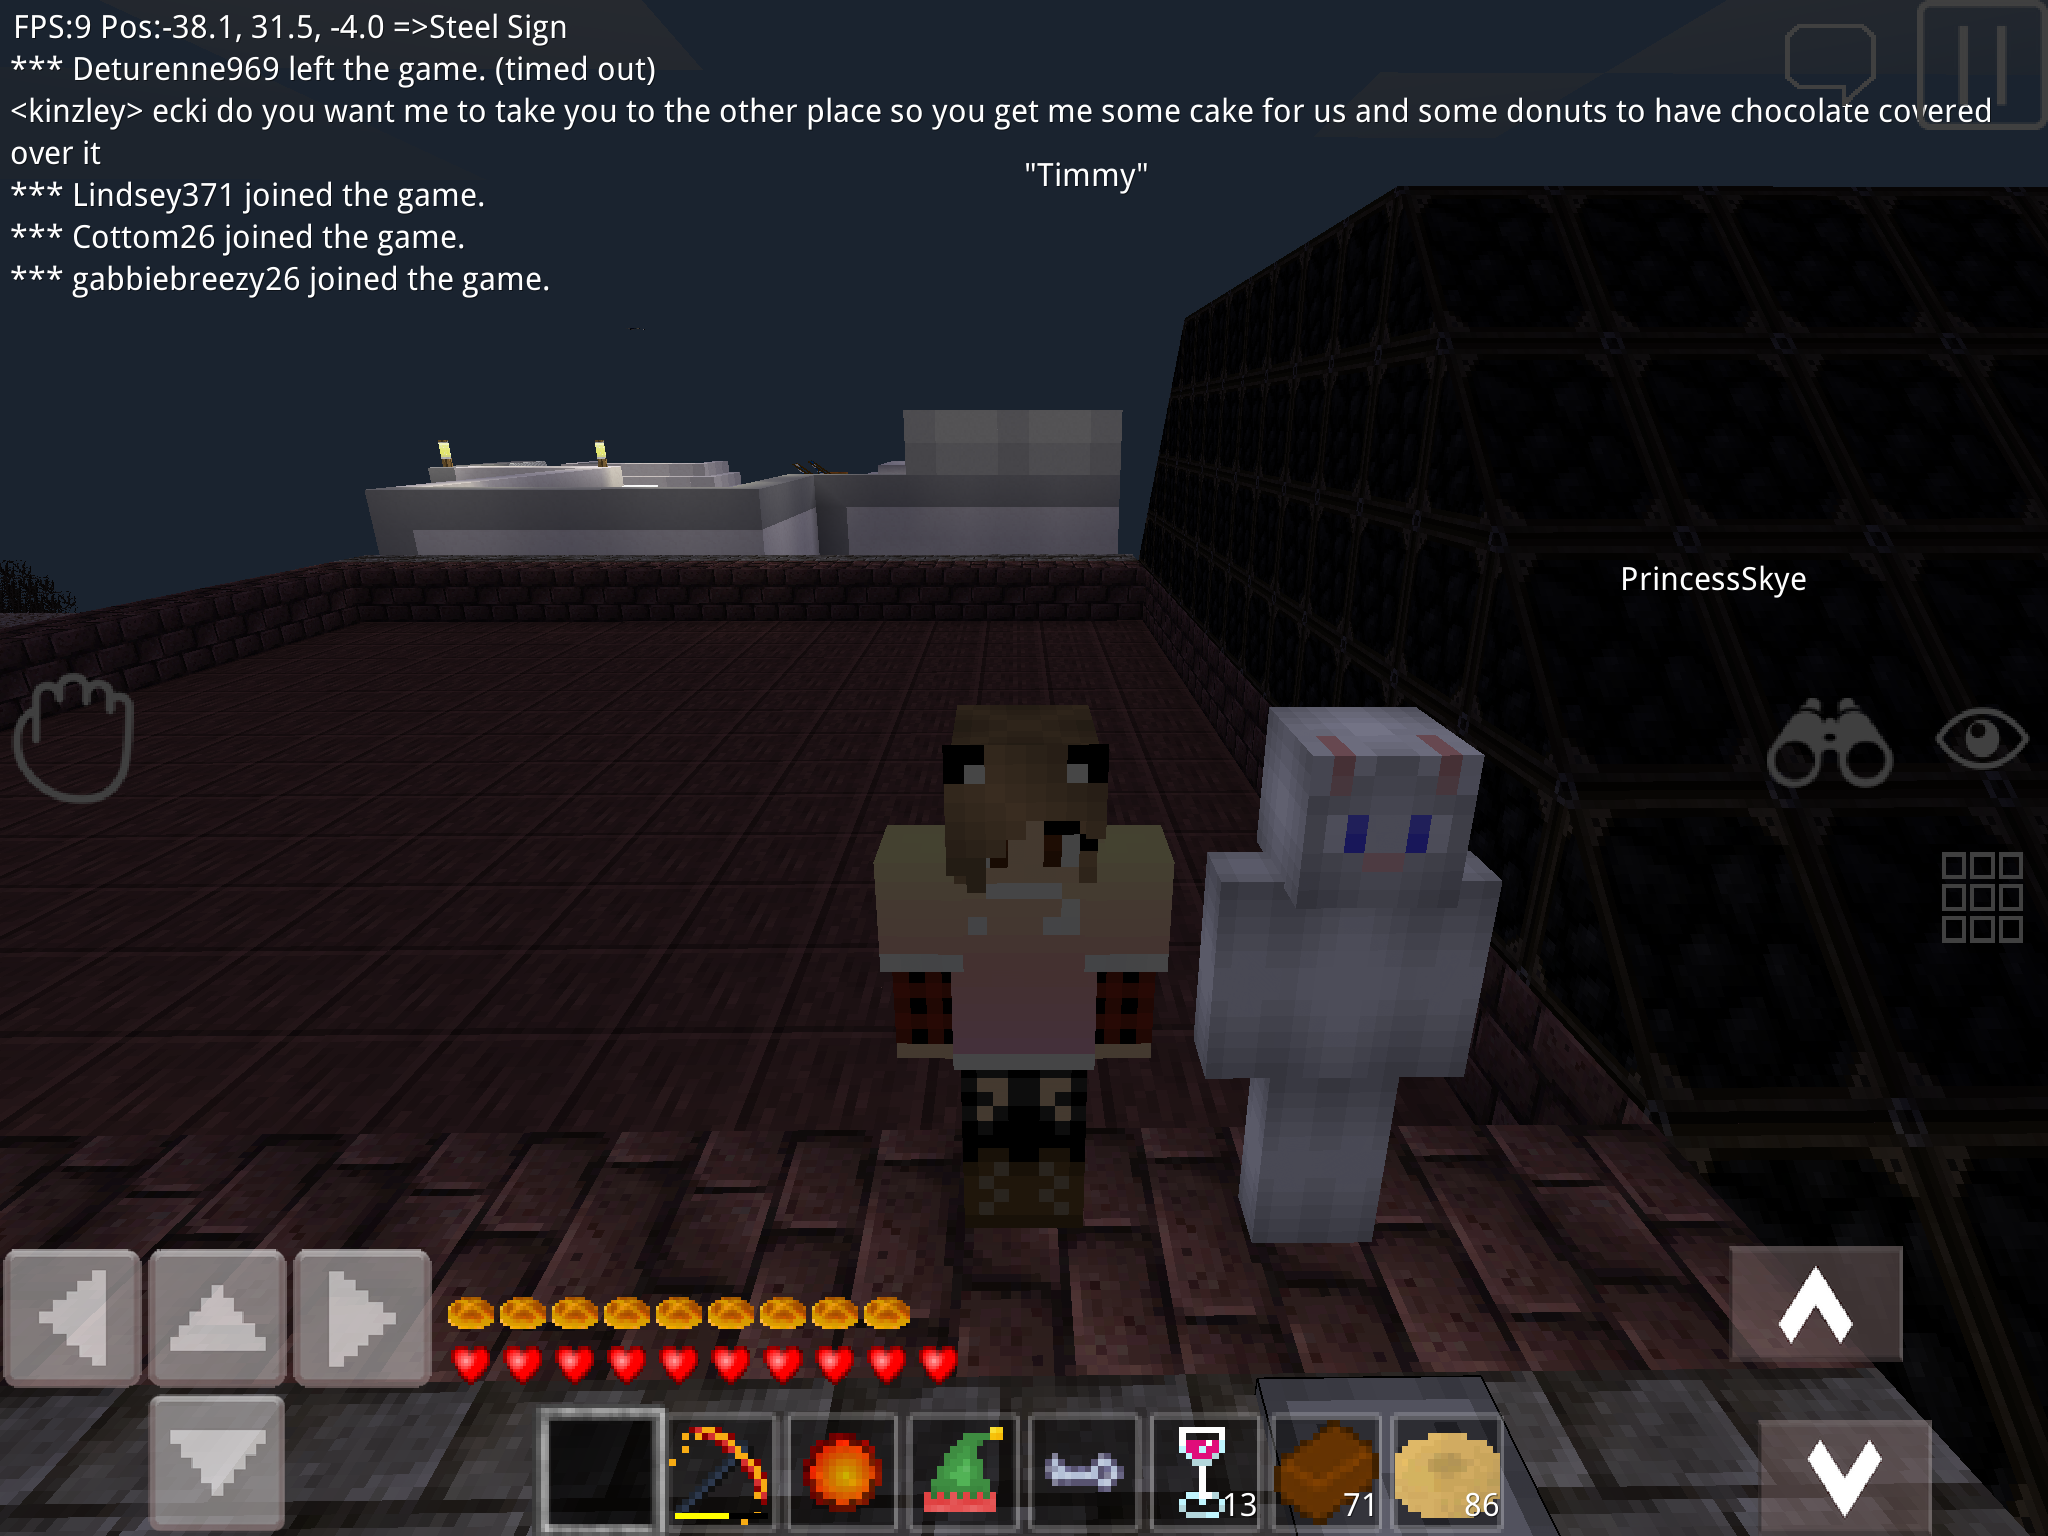 FPS:9 Pos:-38.1, 31.5, -4.0 =>Steel Sign
*** Deturenne969 left the game. (timed out)
<kinzley> ecki do you want me to take you to the other place so you get me some cake for us and some donuts to have chocolate covered
over it
"Timmy"
*** Lindsey371 joined the game.
*** Cottom26 joined the game.
*** gabbiebreezy26 joined the game.
PrincessSkye
13
71
86